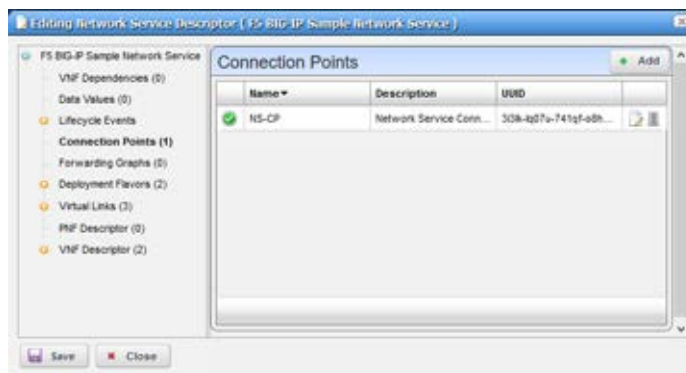 Editing Network Service Descriptor ( F5 BIG-IP Sample Network Service )
F5 BIG-IP Sample Network Service
VNF Dependencies (0)
Data Values (0)
Lifecycle Events
Connection Points (1)
Forwarding Graphs (0)
Deployment Flavors (2)
Virtual Links (3)
PNF Descriptor (0)
VNF Descriptor (2)
Connection Points
Add
Name Description UUID
NS-CP Network Service Conn...
Save Close